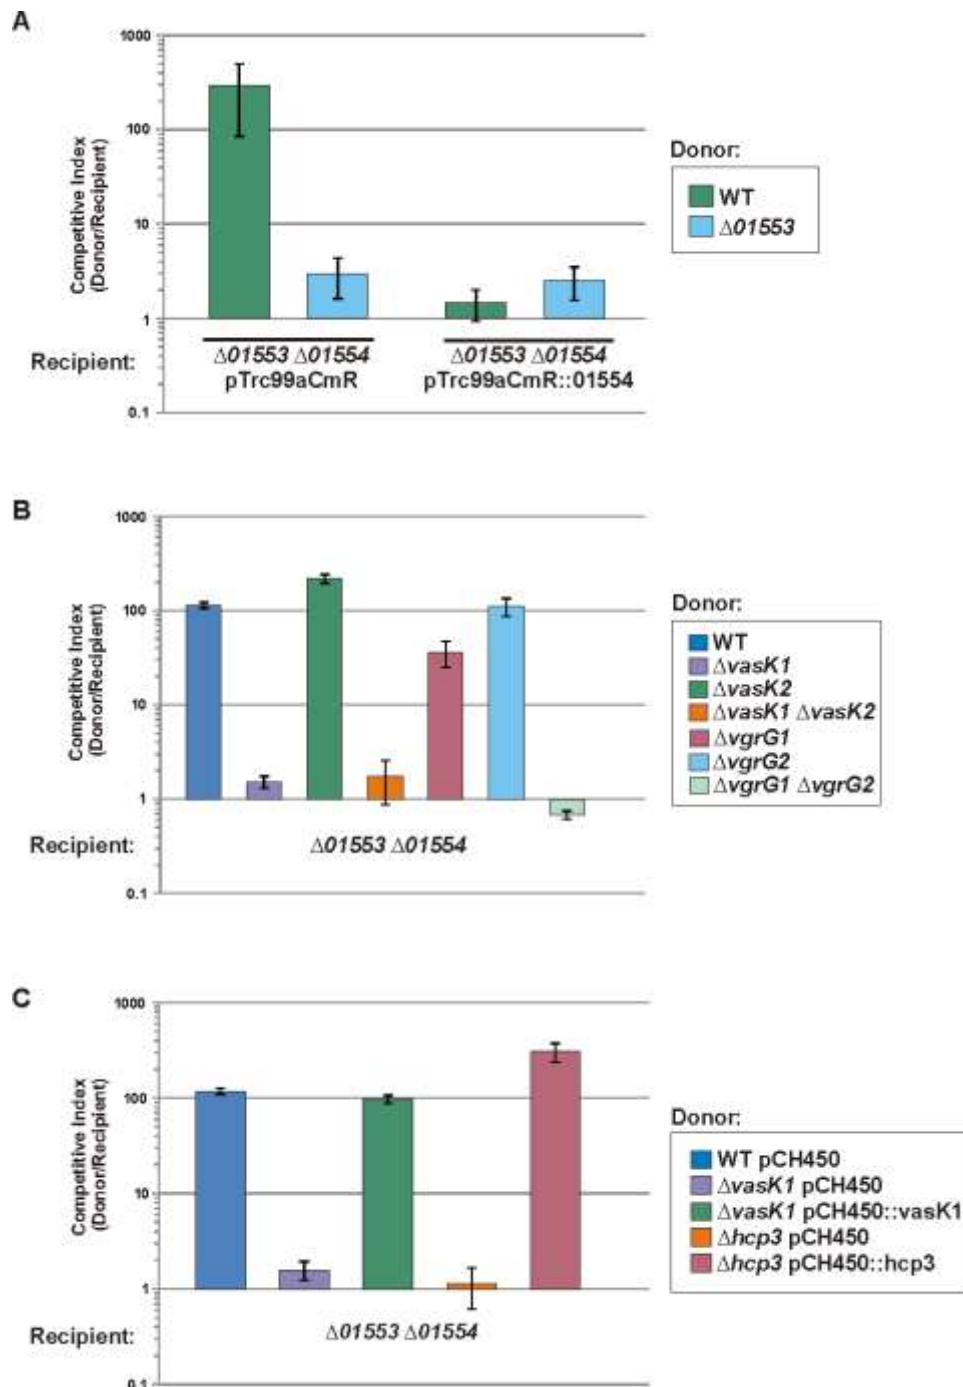 A
1000
100
10
1
0.1
Competitive Index
(Donor/Recipient)
Recipient:
Δ01553 Δ01554
pTrc99aCmR
Δ01553 Δ01554
pTrc99aCmR::01554
Donor:
WT
Δ01553
B
1000
100
10
1
0.1
Competitive Index
(Donor/Recipient)
Recipient:
Δ01553 Δ01554
Donor:
WT
ΔvasK1
ΔvasK2
ΔvasK1 ΔvasK2
ΔvgrG1
ΔvgrG2
ΔvgrG1 ΔvgrG2
C
1000
100
10
1
0.1
Competitive Index
(Donor/Recipient)
Recipient:
Δ01553 Δ01554
Donor:
WT pCH450
ΔvasK1 pCH450
ΔvasK1 pCH450::vasK1
Δhcp3 pCH450
Δhcp3 pCH450::hcp3